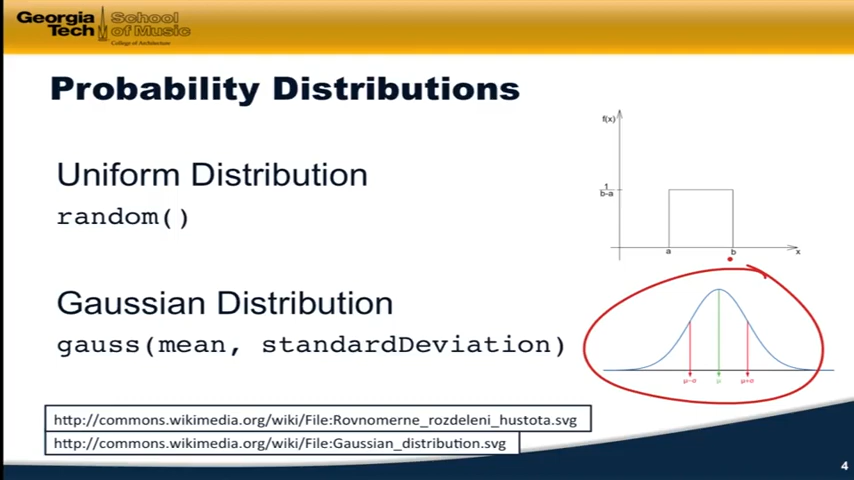 Georgia Tech
School of Music
College of Architecture
Probability Distributions
Uniform Distribution
random()
f(x)
1
b-a
a
b
x
Gaussian Distribution
gauss(mean, standardDeviation)
μ-σ
μ
μ+σ
http://commons.wikimedia.org/wiki/File:Rovnomerne_rozdeleni_hustota.svg
http://commons.wikimedia.org/wiki/File:Gaussian_distribution.svg
4